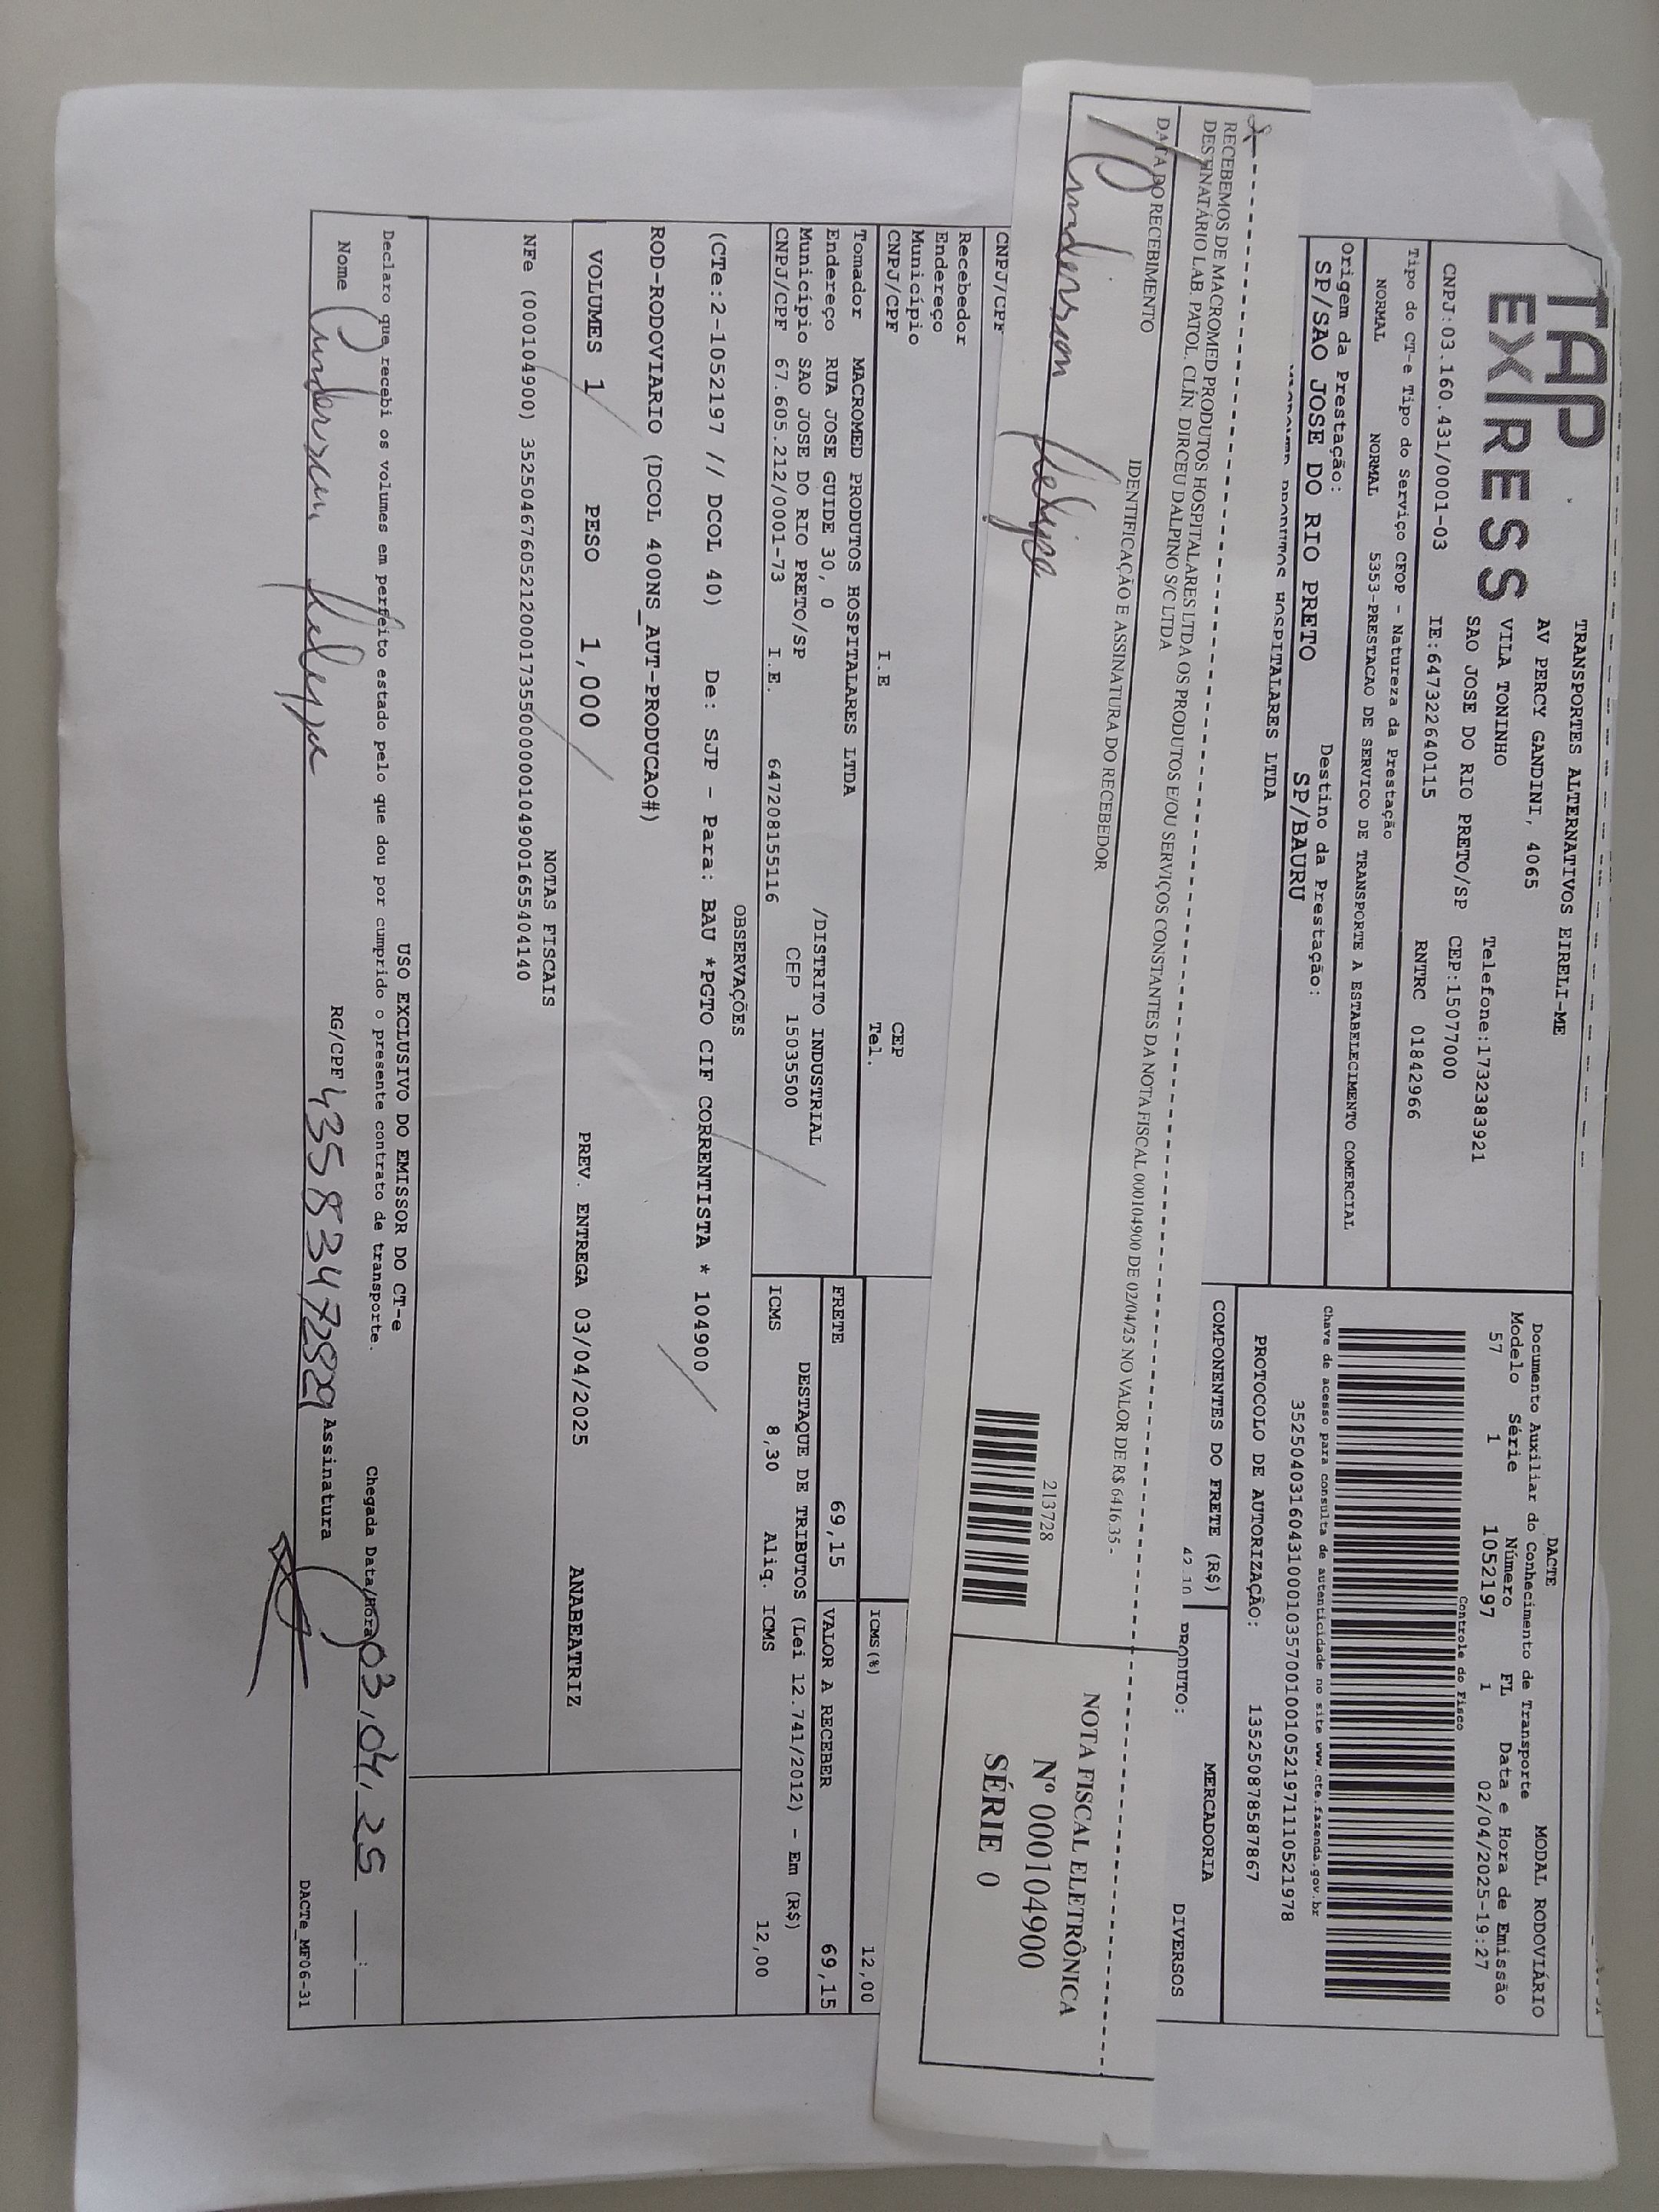 TAP
EXPRESS
TRANSPORTES ALTERNATIVOS EIRELI-ME
AV PERCY GANDINI, 4065
VILA TONINHO Telefone:1732383921
SAO JOSE DO RIO PRETO/SP CEP:15077000
CNPJ:03.160.431/0001-03 IE:647322640115 RNTRC 01842966
Tipo do CT-e Tipo do Serviço CFOP - Natureza da Prestação
NORMAL NORMAL 5353-PRESTACAO DE SERVICO DE TRANSPORTE A ESTABELECIMENTO COMERCIAL
Origem da Prestação: Destino da Prestação:
SP/SAO JOSE DO RIO PRETO SP/BAURU
DACTE MODAL RODOVIÁRIO
Documento Auxiliar do Conhecimento de Transporte
Modelo Série Número FL Data e Hora de Emissão
57 1 1052197 1 02/04/2025-19:27
Controle do Fisco
Chave de acesso para consulta de autenticidade no site www.cte.fazenda.gov.br
35250403160431000103570010010521971110521978
PROTOCOLO DE AUTORIZAÇÃO: 135250878587867
MACROMED PRODUTOS HOSPITALARES LTDA
COMPONENTES DO FRETE (R$) MERCADORIA
42,10 PRODUTO: DIVERSOS
RECEBEMOS DE MACROMED PRODUTOS HOSPITALARES LTDA OS PRODUTOS E/OU SERVIÇOS CONSTANTES DA NOTA FISCAL 000104900 DE 02/04/25 NO VALOR DE R$ 6416.35 -
DESTINATÁRIO LAB. PATOL. CLÍN. DIRCEU DALPINO S/C LTDA
DATA DO RECEBIMENTO IDENTIFICAÇÃO E ASSINATURA DO RECEBEDOR
Anderson Felipe
213728
NOTA FISCAL ELETRÔNICA
Nº 000104900
SÉRIE 0
CNPJ/CPF
Recebedor
Endereço
Município CEP
CNPJ/CPF I.E Tel.
ICMS(%) 12,00
Tomador MACROMED PRODUTOS HOSPITALARES LTDA
Endereço RUA JOSE GUIDE 30, 0 /DISTRITO INDUSTRIAL
Município SAO JOSE DO RIO PRETO/SP CEP 15035500
CNPJ/CPF 67.605.212/0001-73 I.E. 647208155116
FRETE 69,15 VALOR A RECEBER 69,15
DESTAQUE DE TRIBUTOS (Lei 12.741/2012) - Em (R$)
ICMS 8,30 Aliq. ICMS 12,00
OBSERVAÇÕES
(CTe:2-1052197 // DCOL 40) De: SJP - Para: BAU *PGTO CIF CORRENTISTA * 104900
ROD-RODOVIARIO (DCOL 400NS_AUT-PRODUCAO#)
VOLUMES 1 PESO 1,000 PREV. ENTREGA 03/04/2025 ANABEATRIZ
NOTAS FISCAIS
NFe (000104900) 35250467605212000173550000001049001655404140
USO EXCLUSIVO DO EMISSOR DO CT-e
Declaro que recebi os volumes em perfeito estado pelo que dou por cumprido o presente contrato de transporte.
Chegada Data/Hora 03.04.25 __:__
Nome Anderson Felipe RG/CPF 43583472829 Assinatura
DACTe_MF06-31